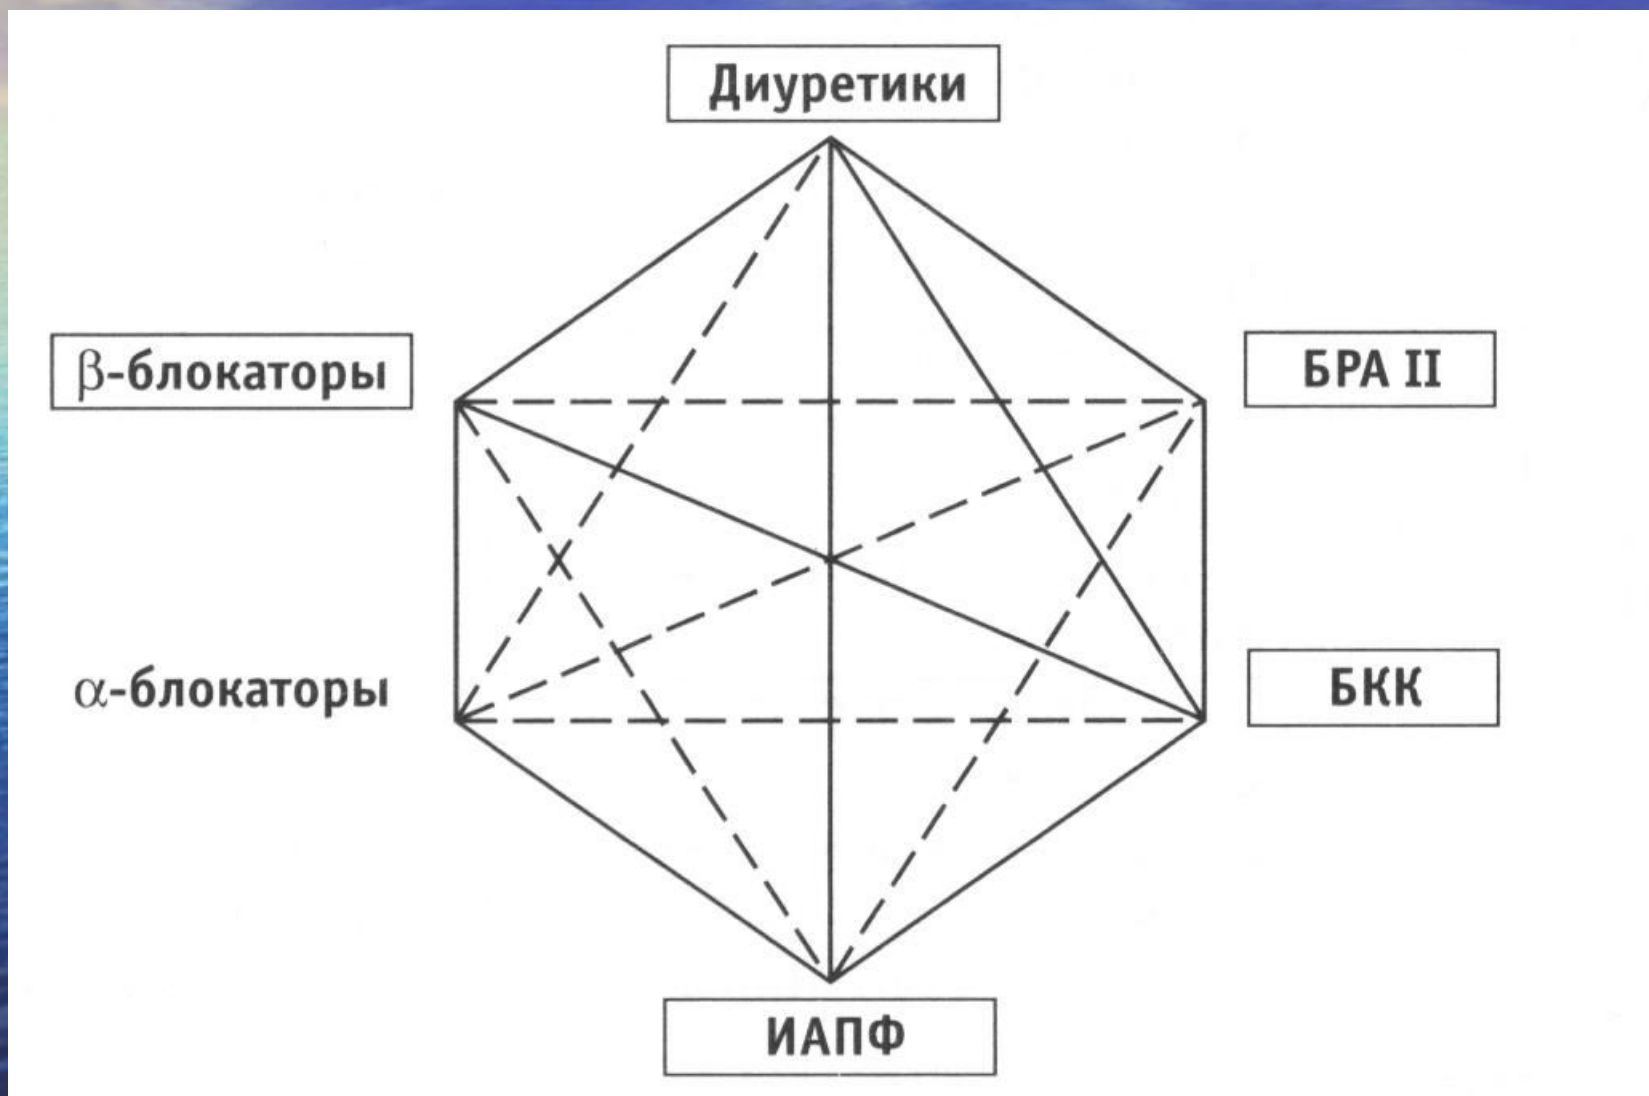 Диуретики
β-блокаторы
БРА II
α-блокаторы
БКК
ИАПФ